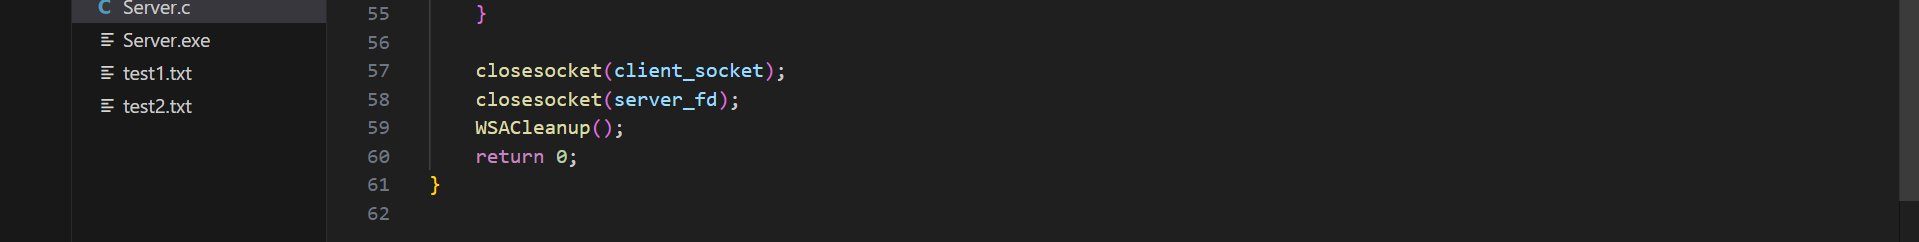 C Server.c
Server.exe
test1.txt
test2.txt
55 }
56
57 closesocket(client_socket);
58 closesocket(server_fd);
59 WSACleanup();
60 return 0;
61 }
62